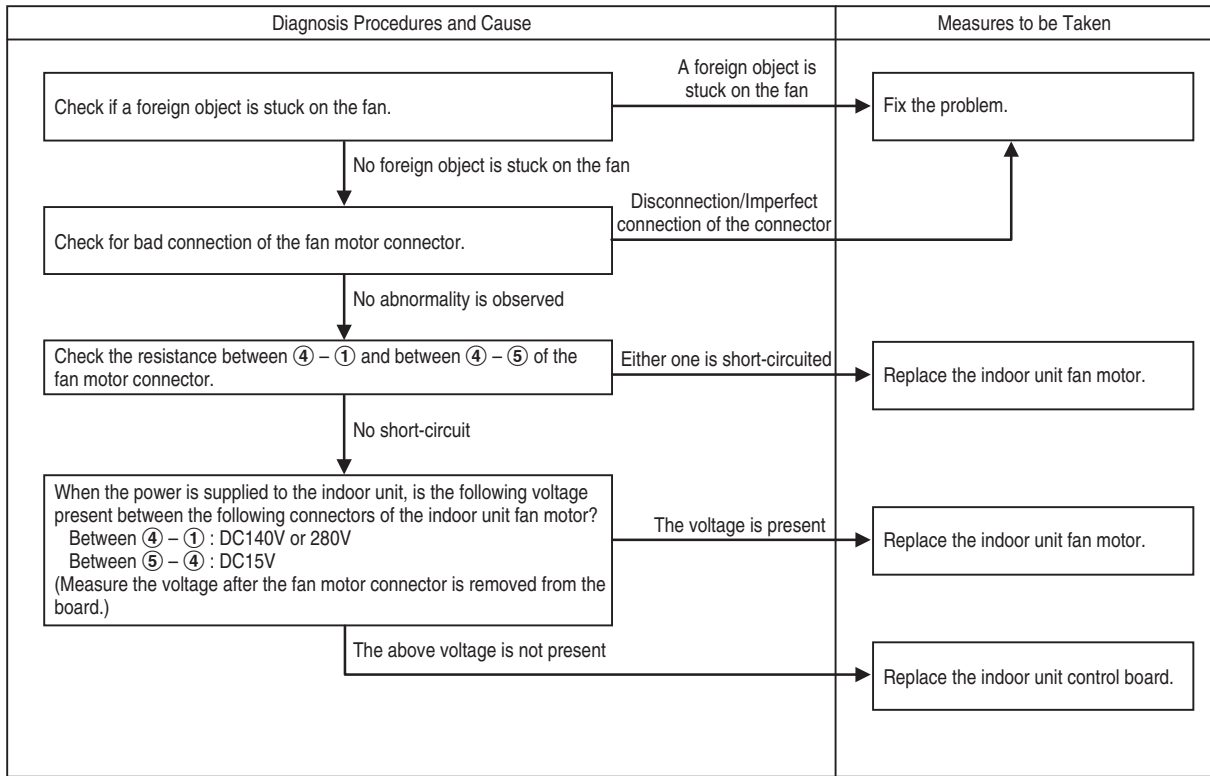 Diagnosis Procedures and Cause
Measures to be Taken
A foreign object is
stuck on the fan
Check if a foreign object is stuck on the fan.
Fix the problem.
No foreign object is stuck on the fan
Disconnection/Imperfect
connection of the connector
Check for bad connection of the fan motor connector.
No abnormality is observed
Check the resistance between ④ – ① and between ④ – ⑤ of the
fan motor connector.
Either one is short-circuited
Replace the indoor unit fan motor.
No short-circuit
When the power is supplied to the indoor unit, is the following voltage
present between the following connectors of the indoor unit fan motor?
Between ④ – ① : DC140V or 280V
Between ⑤ – ④ : DC15V
(Measure the voltage after the fan motor connector is removed from the
board.)
The voltage is present
Replace the indoor unit fan motor.
The above voltage is not present
Replace the indoor unit control board.